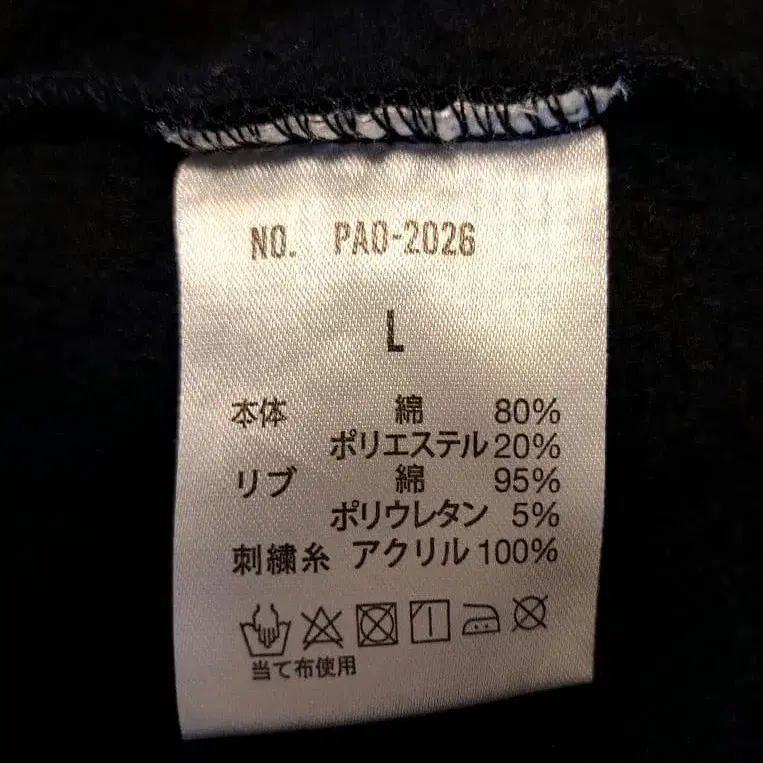 NO. PAO-2026
L
本体 綿 80%
ポリエステル 20%
リブ 綿 95%
ポリウレタン 5%
刺繍糸 アクリル 100%
当て布使用